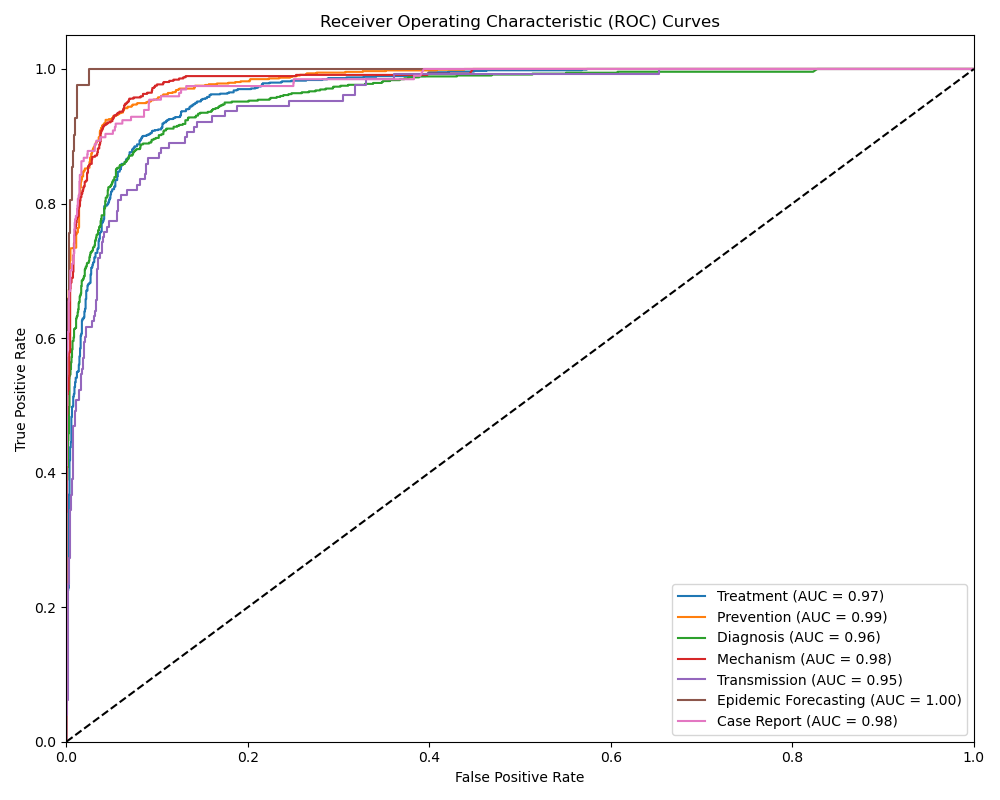 Receiver Operating Characteristic (ROC) Curves
True Positive Rate
1.0
0.8
0.6
0.4
0.2
0.0
Treatment (AUC = 0.97)
Prevention (AUC = 0.99)
Diagnosis (AUC = 0.96)
Mechanism (AUC = 0.98)
Transmission (AUC = 0.95)
Epidemic Forecasting (AUC = 1.00)
Case Report (AUC = 0.98)
0.0 0.2 0.4 0.6 0.8 1.0
False Positive Rate